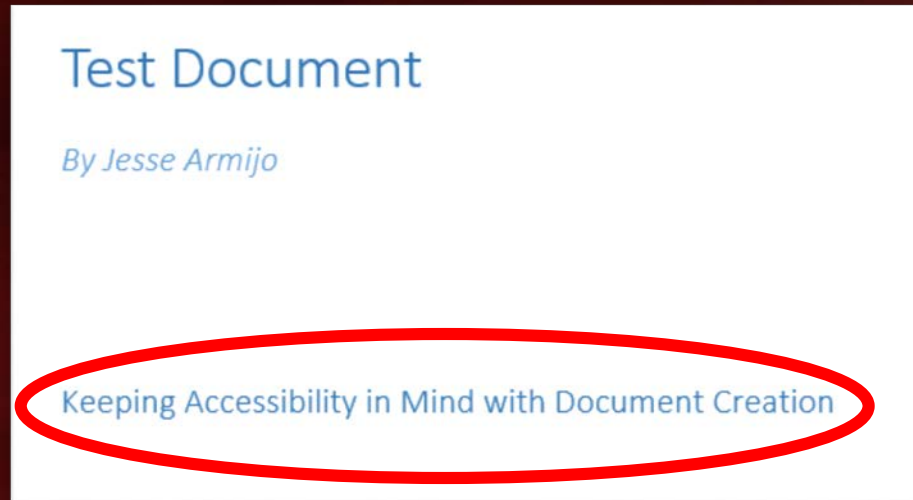 Test Document
By Jesse Armijo
Keeping Accessibility in Mind with Document Creation